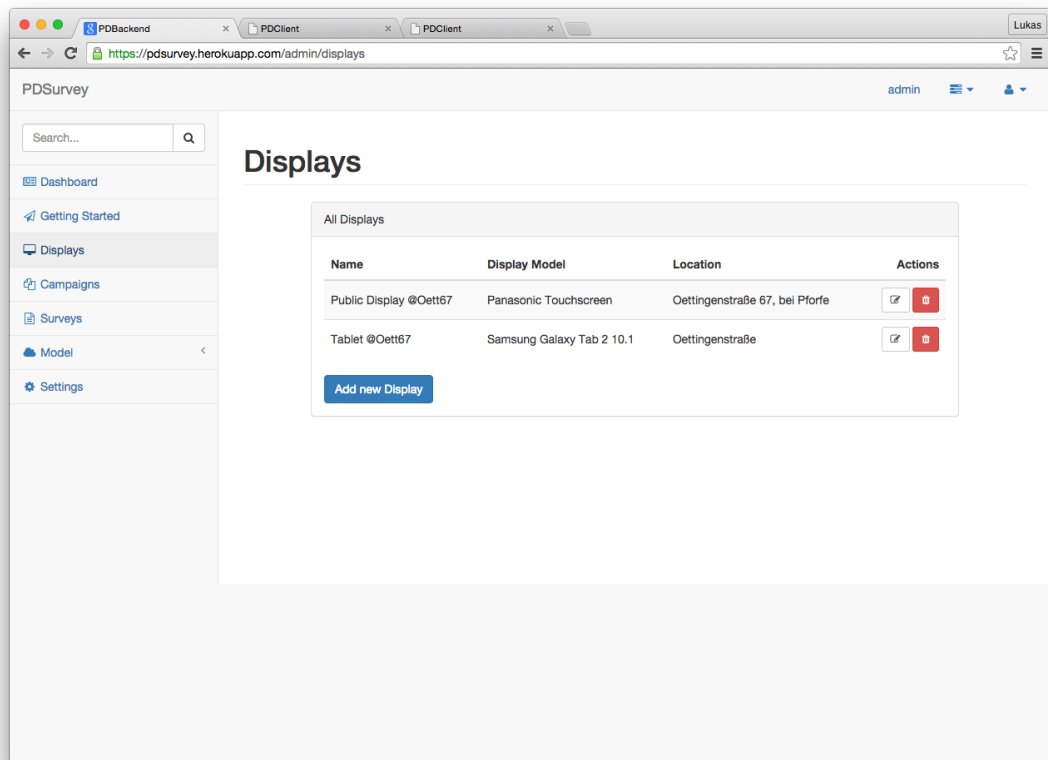 PDBackend
PDClient
PDClient
Lukas
https://pdsurvey.herokuapp.com/admin/displays
PDSurvey
admin
Search...
Dashboard
Getting Started
Displays
Campaigns
Surveys
Model
Settings
Displays
All Displays
Name Display Model Location Actions
Public Display @Oett67 Panasonic Touchscreen Oettingenstraße 67, bei Pforfe
Tablet @Oett67 Samsung Galaxy Tab 2 10.1 Oettingenstraße
Add new Display